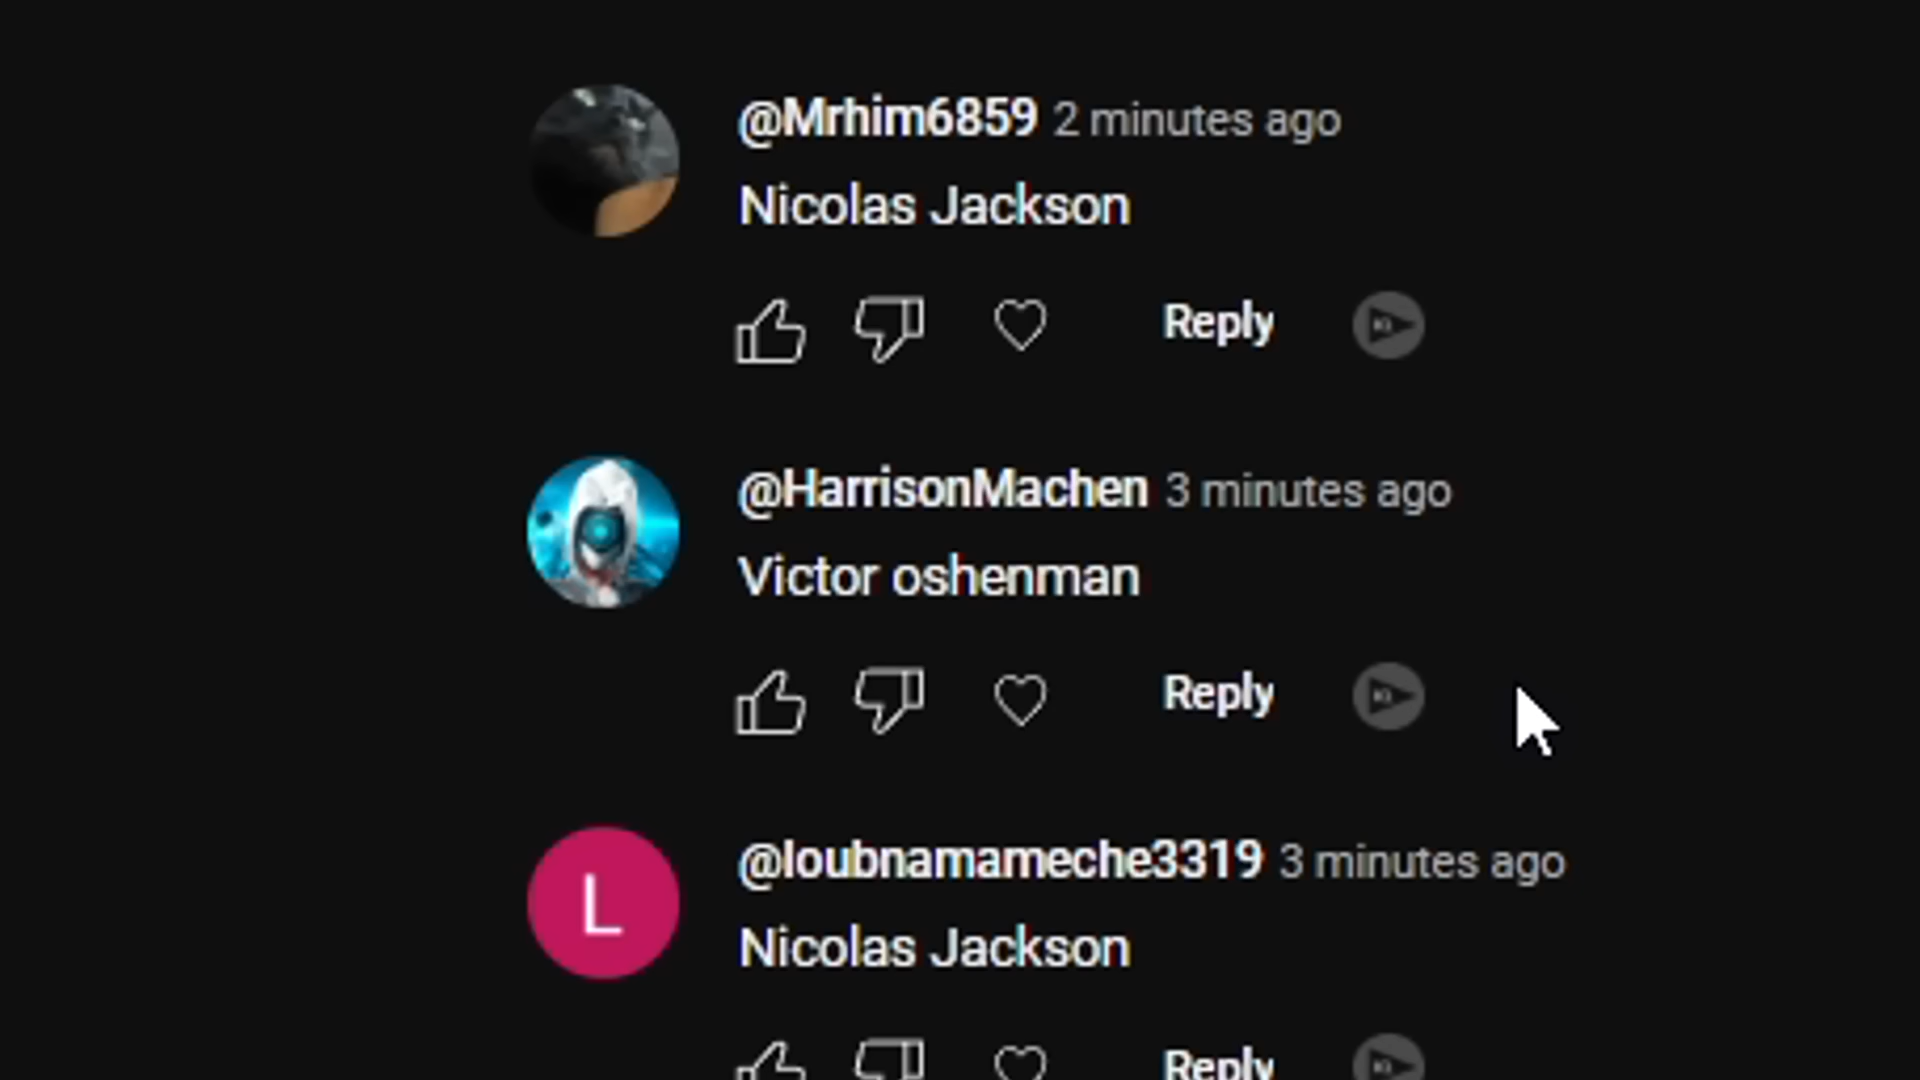 @Mrhim6859 2 minutes ago
Nicolas Jackson
Reply
@HarrisonMachen 3 minutes ago
Victor oshenman
Reply
L
@loubnamameche3319 3 minutes ago
Nicolas Jackson
Reply